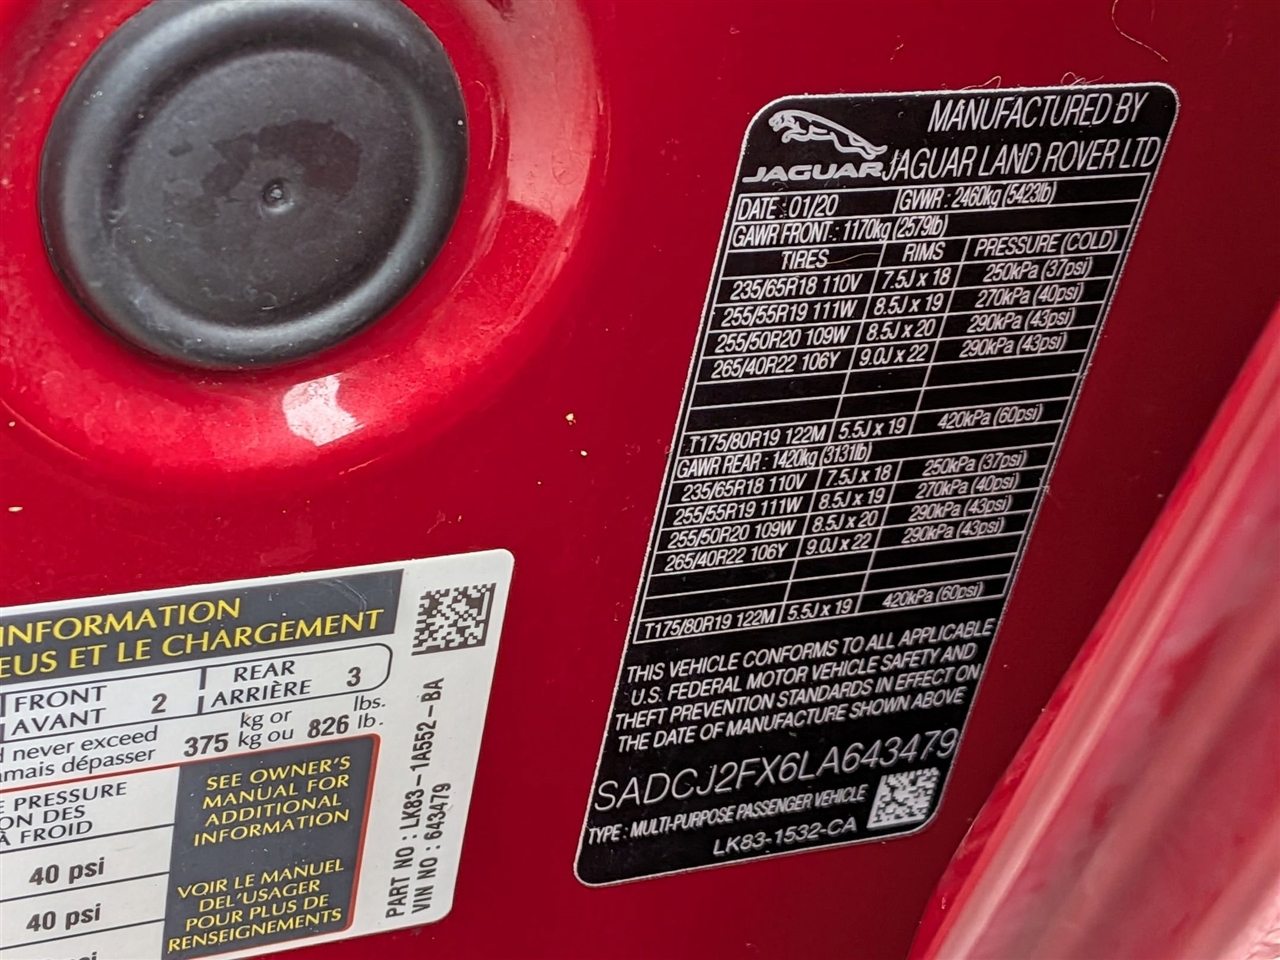 JAGUAR
MANUFACTURED BY
JAGUAR LAND ROVER LTD
DATE : 01/20 GVWR : 2460kg (5423lb)
GAWR FRONT : 1170kg (2579lb)
TIRES RIMS PRESSURE (COLD)
235/65R18 110V 7.5J x 18 250kPa (37psi)
255/55R19 111W 8.5J x 19 270kPa (40psi)
255/50R20 109W 8.5J x 20 290kPa (43psi)
265/40R22 106Y 9.0J x 22 290kPa (43psi)
T175/80R19 122M 5.5J x 19 420kPa (60psi)
GAWR REAR : 1420kg (3131lb)
235/65R18 110V 7.5J x 18 250kPa (37psi)
255/55R19 111W 8.5J x 19 270kPa (40psi)
255/50R20 109W 8.5J x 20 290kPa (43psi)
265/40R22 106Y 9.0J x 22 290kPa (43psi)
T175/80R19 122M 5.5J x 19 420kPa (60psi)
THIS VEHICLE CONFORMS TO ALL APPLICABLE
U.S. FEDERAL MOTOR VEHICLE SAFETY AND
THEFT PREVENTION STANDARDS IN EFFECT ON
THE DATE OF MANUFACTURE SHOWN ABOVE
SADCJ2FX6LA643479
TYPE : MULTI-PURPOSE PASSENGER VEHICLE
LK83-1532-CA
INFORMATION
EUS ET LE CHARGEMENT
FRONT
AVANT 2
REAR
ARRIÈRE 3
d never exceed
amais dépasser 375 kg or
kg ou 826 lbs.
lb.
E PRESSURE
ON DES
À FROID
40 psi
40 psi
SEE OWNER'S
MANUAL FOR
ADDITIONAL
INFORMATION
VOIR LE MANUEL
DEL'USAGER
POUR PLUS DE
RENSEIGNEMENTS
PART NO : LK83-1A552-BA
VIN NO : 643479